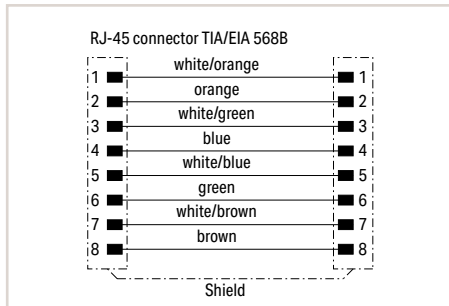 RJ-45 connector TIA/EIA 568B
white/orange
1 1
orange
2 2
white/green
3 3
blue
4 4
white/blue
5 5
green
6 6
white/brown
7 7
brown
8 8
Shield